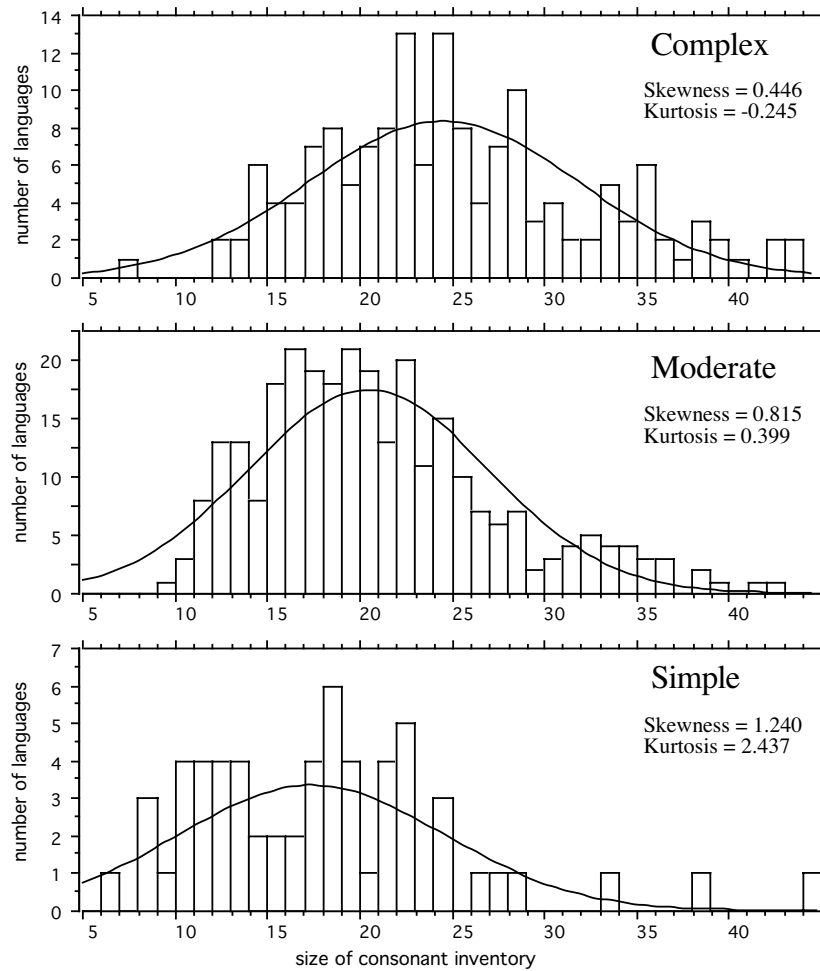 14
12
10
8
6
4
2
0
number of languages
Complex
Skewness = 0.446
Kurtosis = -0.245
5 10 15 20 25 30 35 40
20
15
10
5
0
number of languages
Moderate
Skewness = 0.815
Kurtosis = 0.399
5 10 15 20 25 30 35 40
7
6
5
4
3
2
1
0
number of languages
Simple
Skewness = 1.240
Kurtosis = 2.437
5 10 15 20 25 30 35 40
size of consonant inventory